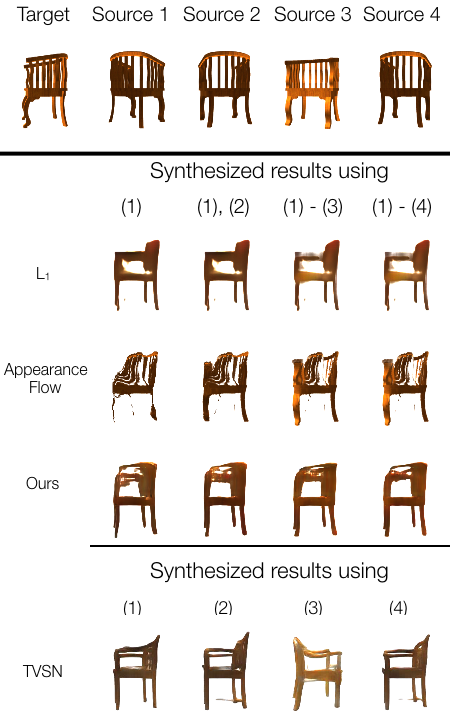 Target Source 1 Source 2 Source 3 Source 4
Synthesized results using
(1) (1), (2) (1) - (3) (1) - (4)
L₁
Appearance
Flow
Ours
Synthesized results using
(1) (2) (3) (4)
TVSN